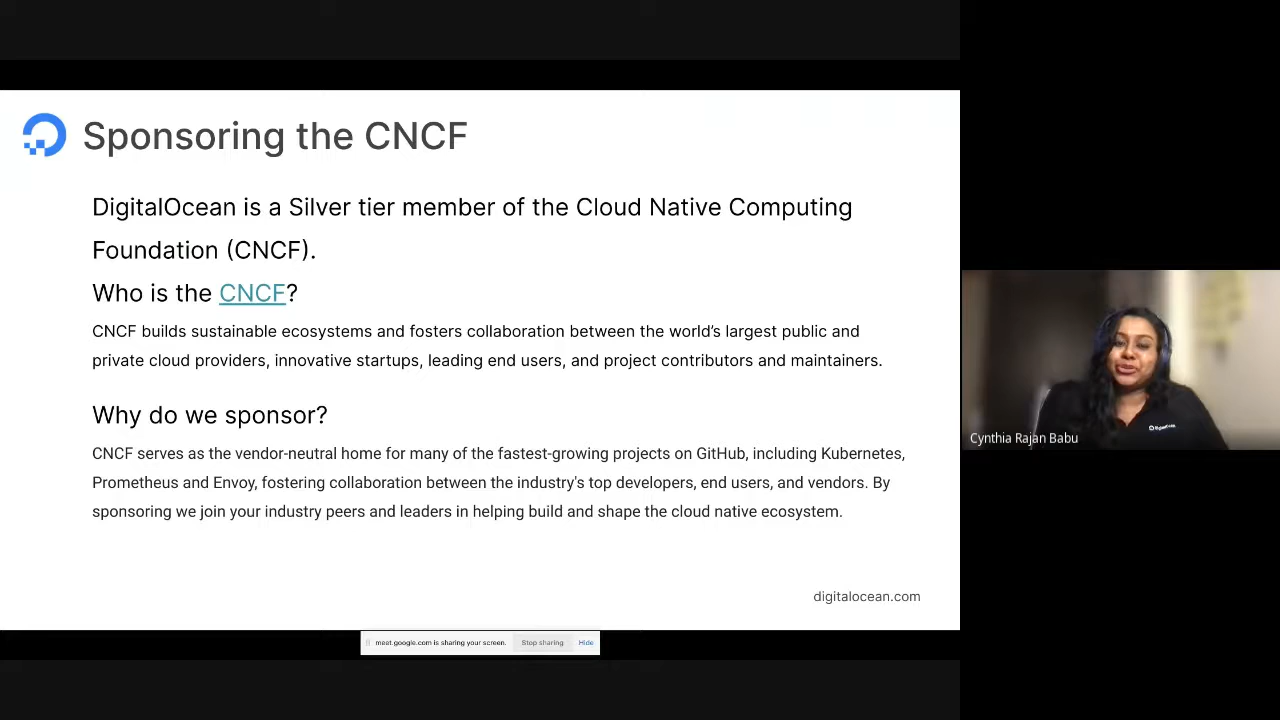 Sponsoring the CNCF
DigitalOcean is a Silver tier member of the Cloud Native Computing
Foundation (CNCF).
Who is the CNCF?
CNCF builds sustainable ecosystems and fosters collaboration between the world’s largest public and
private cloud providers, innovative startups, leading end users, and project contributors and maintainers.
Why do we sponsor?
CNCF serves as the vendor-neutral home for many of the fastest-growing projects on GitHub, including Kubernetes,
Prometheus and Envoy, fostering collaboration between the industry's top developers, end users, and vendors. By
sponsoring we join your industry peers and leaders in helping build and shape the cloud native ecosystem.
digitalocean.com
meet.google.com is sharing your screen.
Stop sharing
Hide
Cynthia Rajan Babu